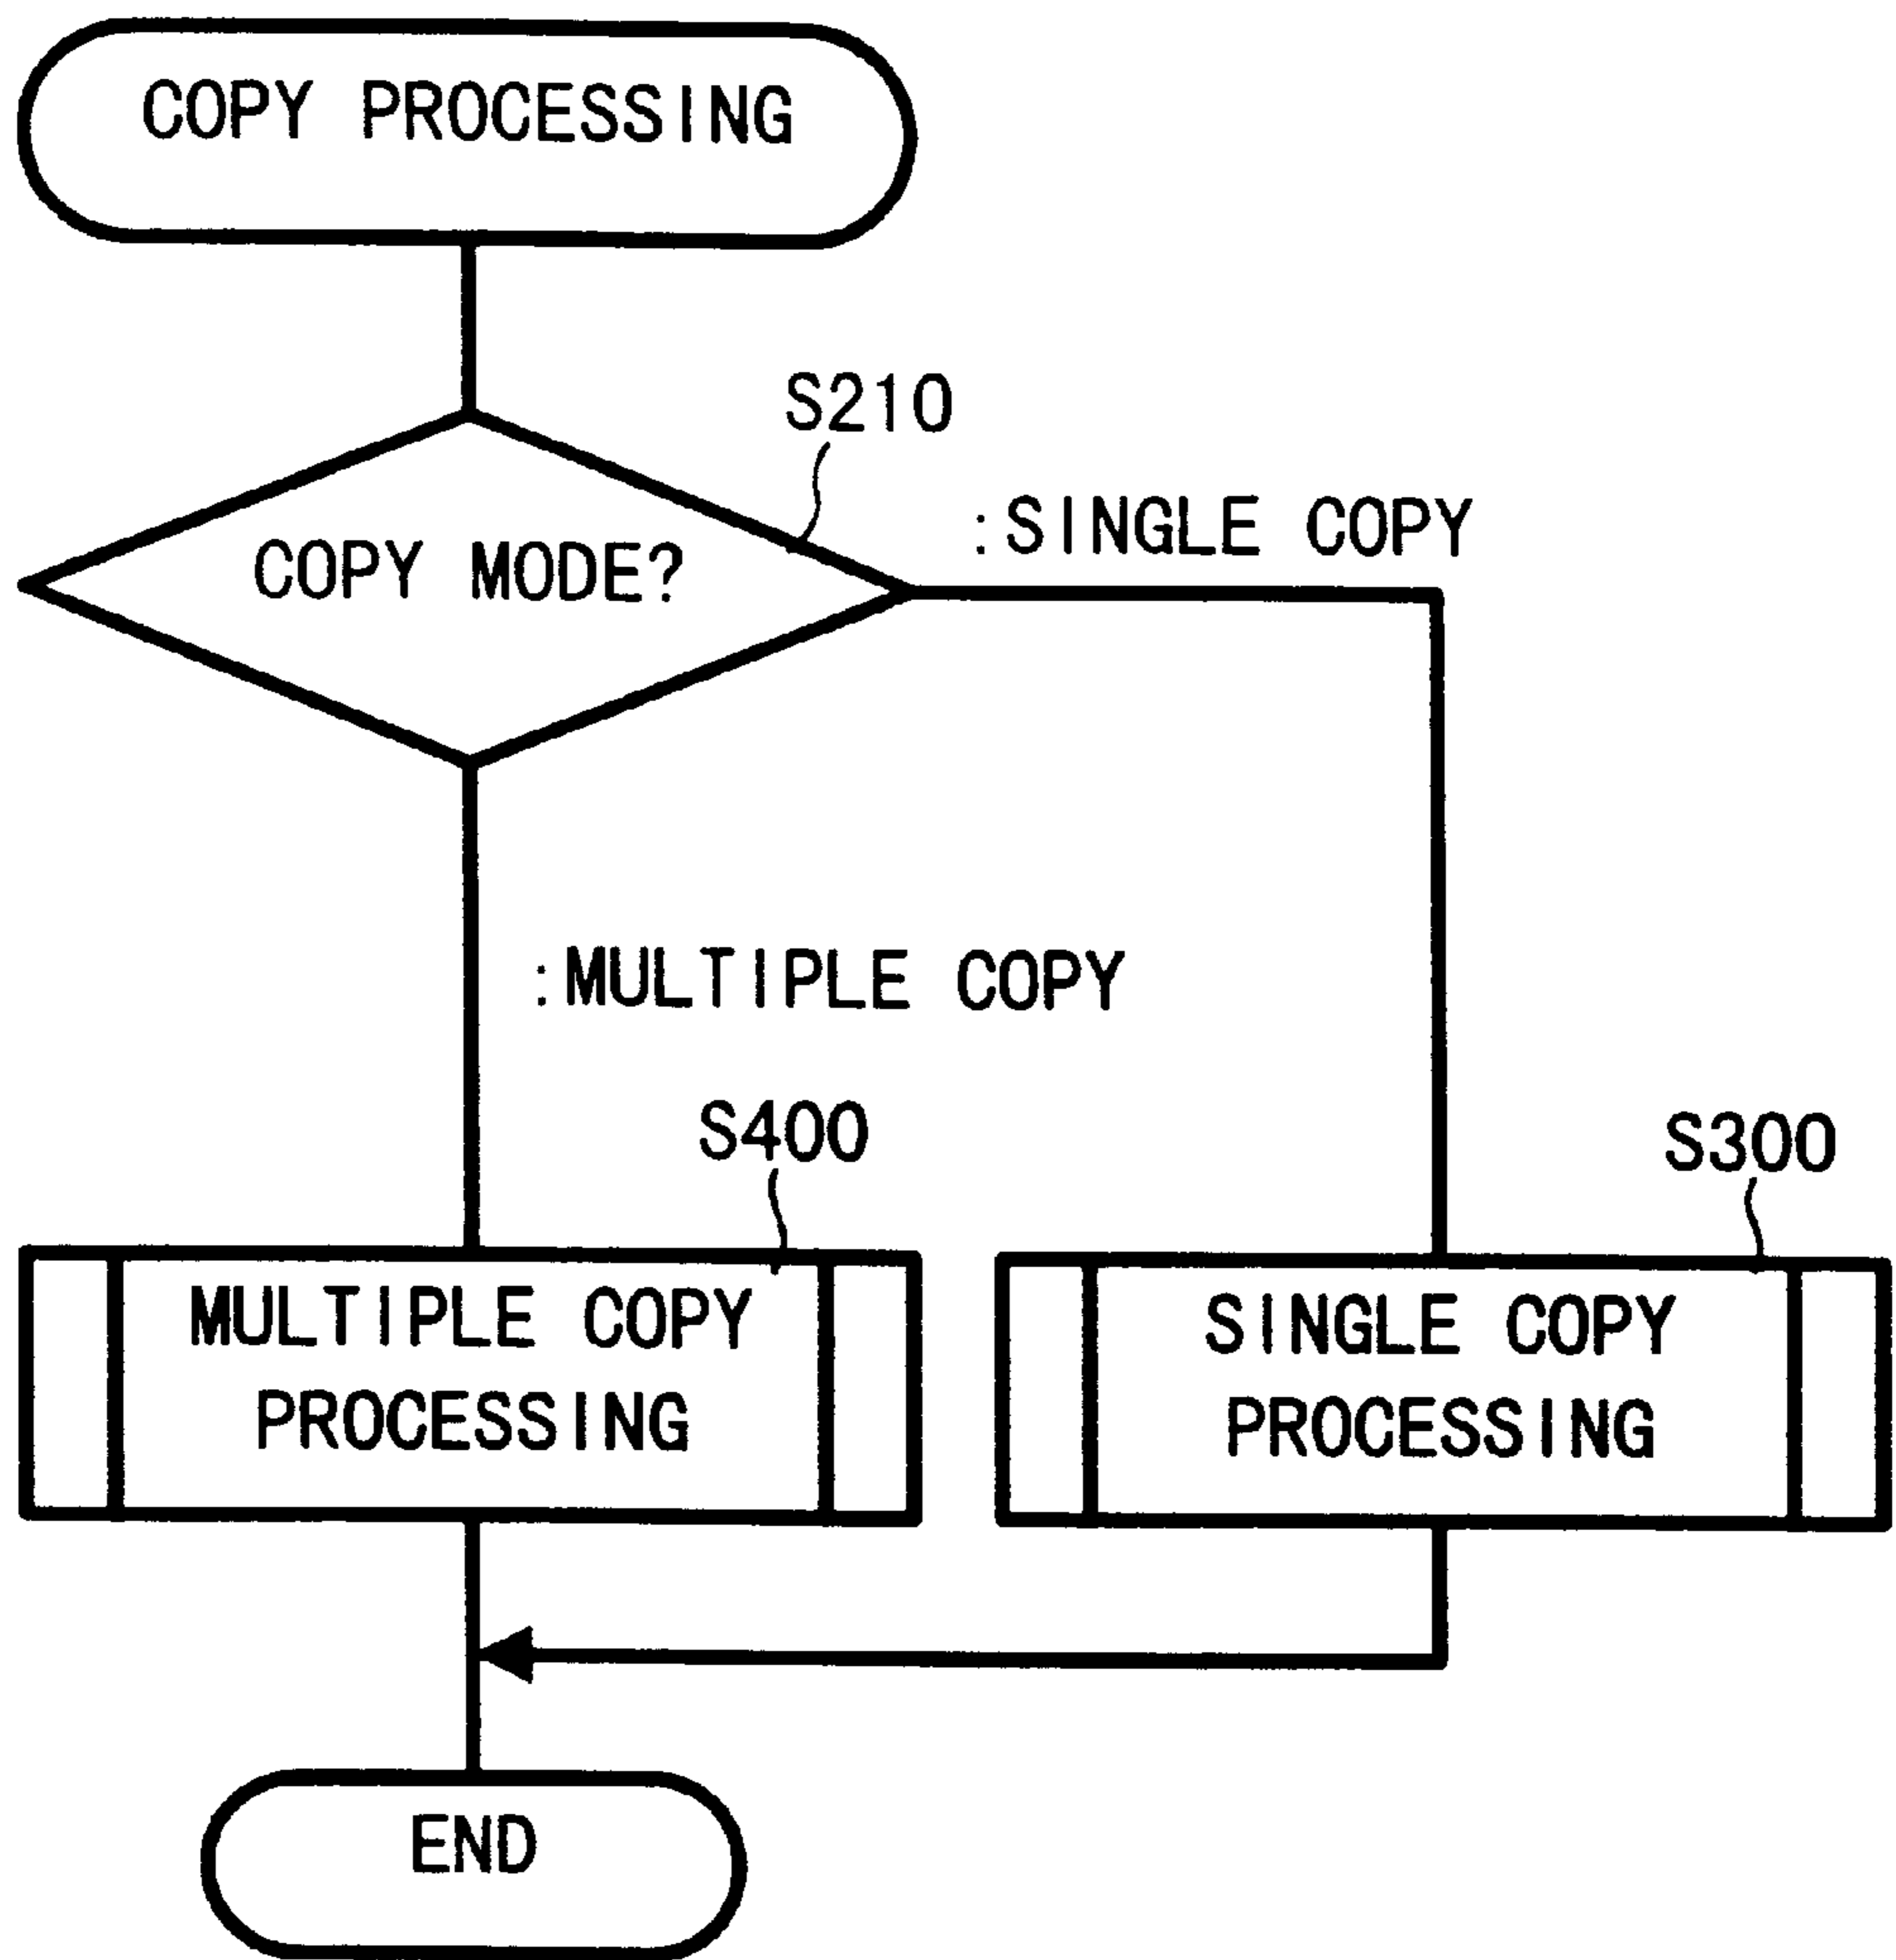 COPY PROCESSING
S210
:SINGLE COPY
COPY MODE?
:MULTIPLE COPY
S400
S300
MULTIPLE COPY
PROCESSING
SINGLE COPY
PROCESSING
END